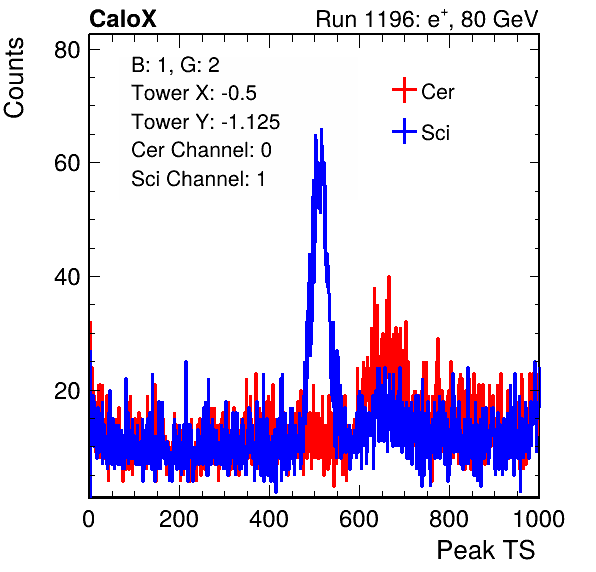 CaloX
Run 1196: e+, 80 GeV
B: 1, G: 2
Tower X: -0.5
Tower Y: -1.125
Cer Channel: 0
Sci Channel: 1
Cer
Sci
Counts
80
60
40
20
0
200
400
600
800
1000
Peak TS